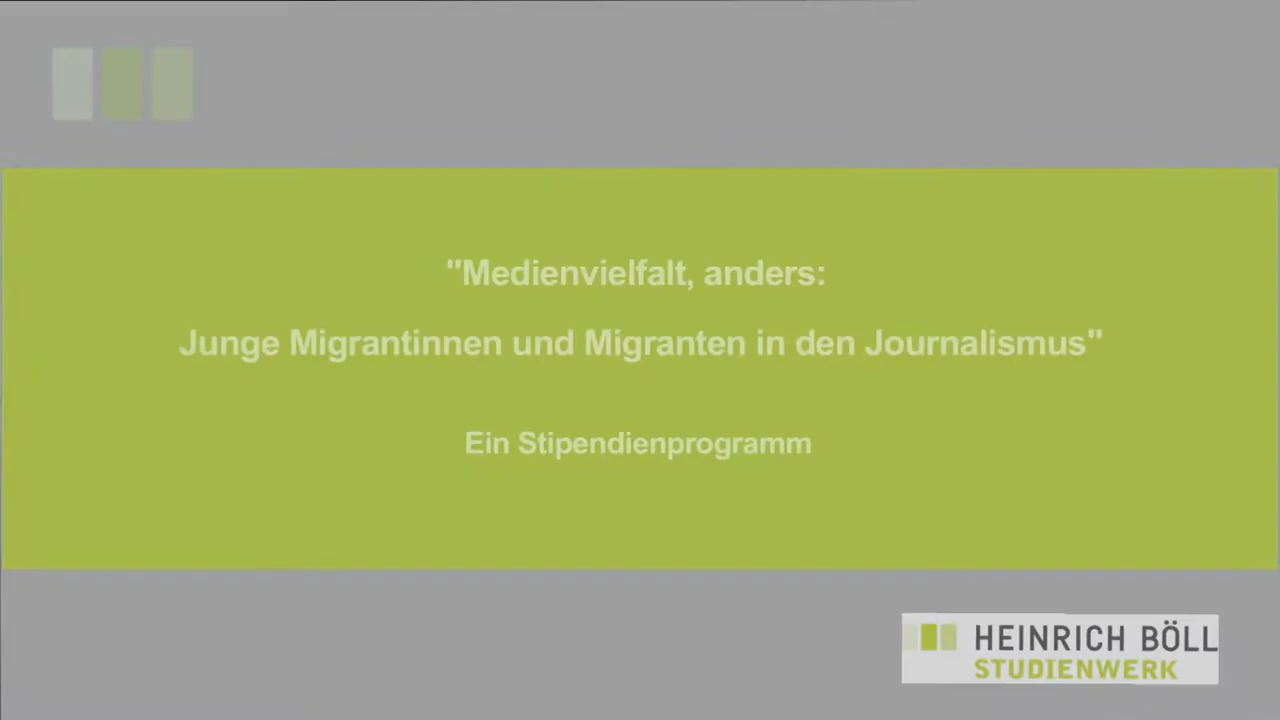 "Medienvielfalt, anders:
Junge Migrantinnen und Migranten in den Journalismus"
Ein Stipendienprogramm
HEINRICH BÖLL
STUDIENWERK